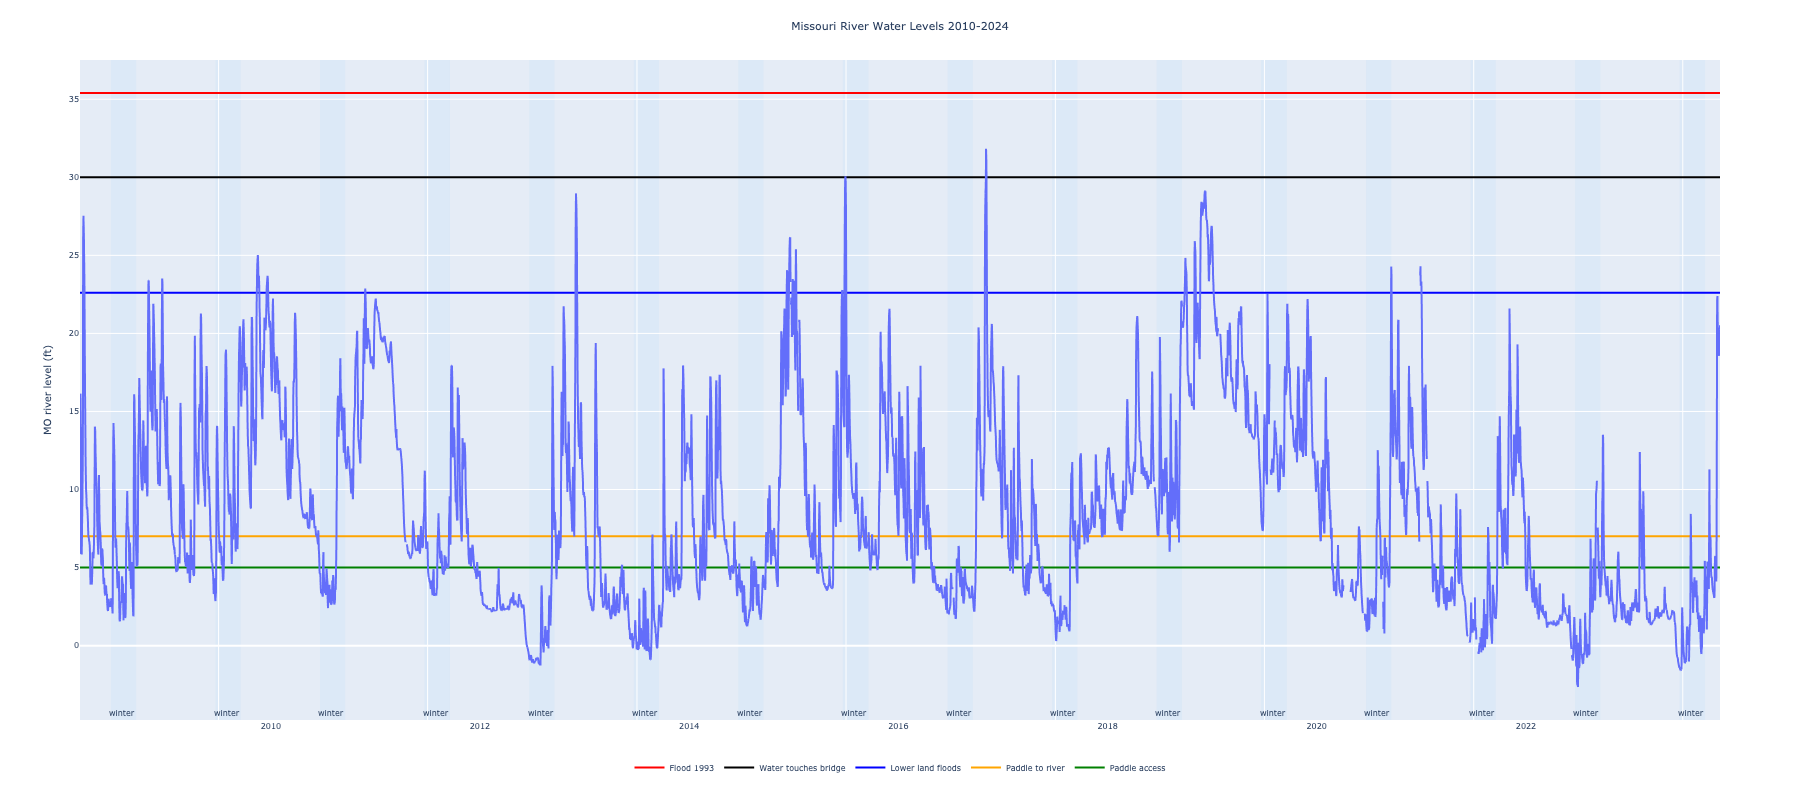 Missouri River Water Levels 2010-2024
35
30
25
20
15
10
5
0
MO river level (ft)
winter winter winter winter winter winter winter winter winter winter winter winter winter winter winter winter
2010 2012 2014 2016 2018 2020 2022
Flood 1993 Water touches bridge Lower land floods Paddle to river Paddle access